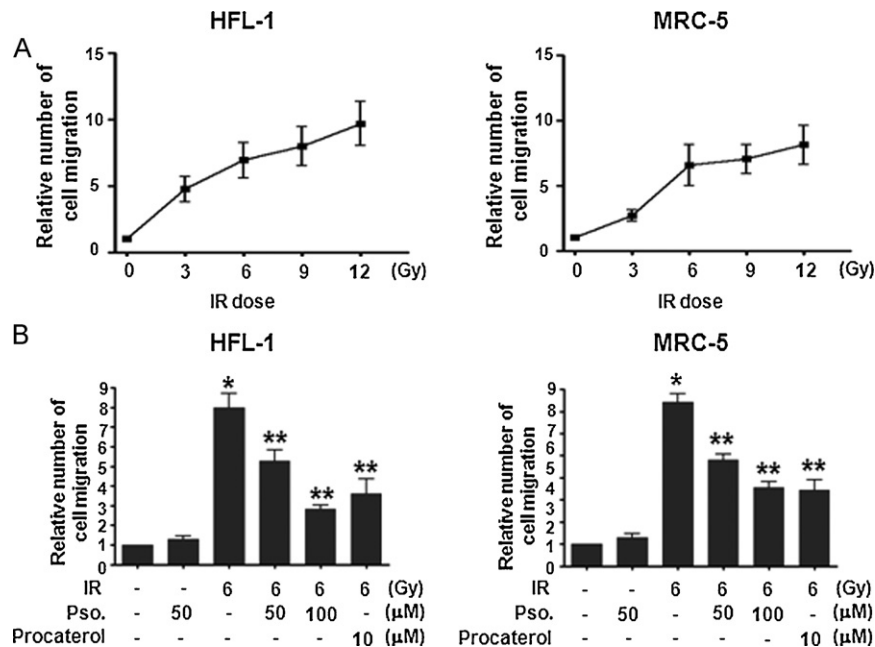 HFL-1
MRC-5
A
Relative number of
cell migration
15
10
5
0
0 3 6 9 12 (Gy)
IR dose
Relative number of
cell migration
15
10
5
0
0 3 6 9 12 (Gy)
IR dose
B
HFL-1
MRC-5
Relative number of
cell migration
9
8
7
6
5
4
3
2
1
* ** ** **
IR - - 6 6 6 6 (Gy)
Pso. - 50 - 50 100 - (µM)
Procaterol - - - - - 10 (µM)
Relative number of
cell migration
9
8
6
5
4
3
2
1
0
* ** ** **
IR - - 6 6 6 6 (Gy)
Pso. - 50 - 50 100 - (µM)
Procaterol - - - - - 10 (µM)